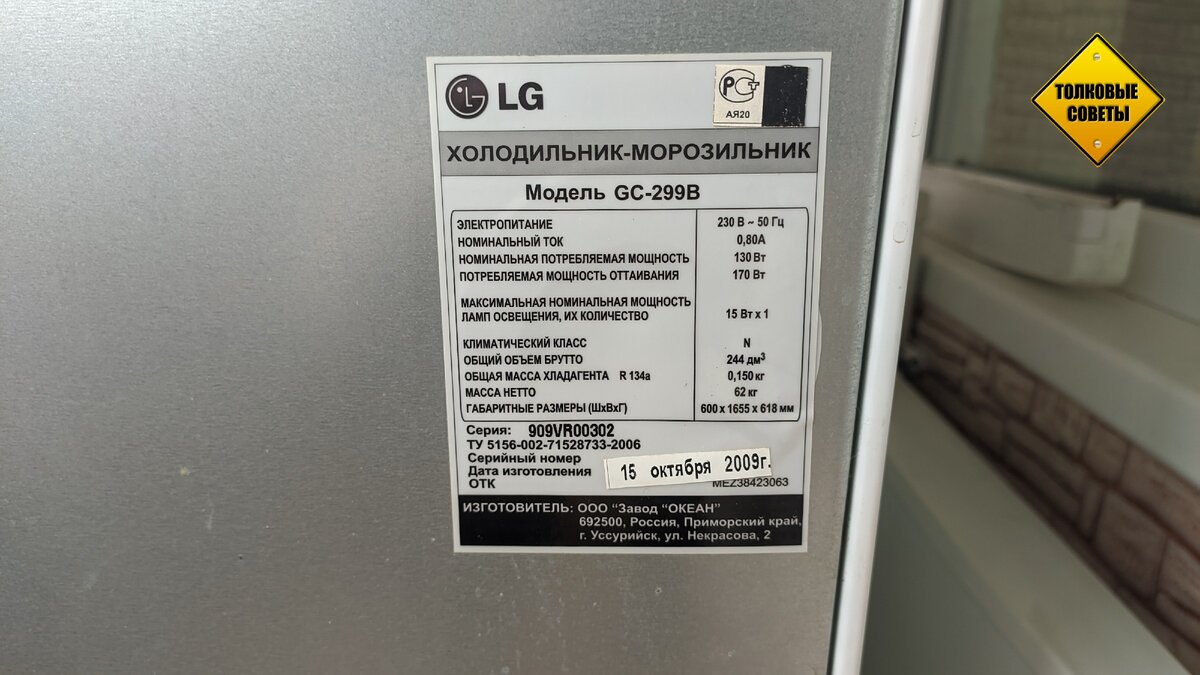 LG
РСТ
АЯ20
ТОЛКОВЫЕ
СОВЕТЫ
ХОЛОДИЛЬНИК-МОРОЗИЛЬНИК
Модель GC-299B
ЭЛЕКТРОПИТАНИЕ 230 В ~ 50 Гц
НОМИНАЛЬНЫЙ ТОК 0,80А
НОМИНАЛЬНАЯ ПОТРЕБЛЯЕМАЯ МОЩНОСТЬ 130 Вт
ПОТРЕБЛЯЕМАЯ МОЩНОСТЬ ОТТАИВАНИЯ 170 Вт
МАКСИМАЛЬНАЯ НОМИНАЛЬНАЯ МОЩНОСТЬ
ЛАМП ОСВЕЩЕНИЯ, ИХ КОЛИЧЕСТВО 15 Вт x 1
КЛИМАТИЧЕСКИЙ КЛАСС N
ОБЩИЙ ОБЪЕМ БРУТТО 244 дм³
ОБЩАЯ МАССА ХЛАДАГЕНТА R 134a 0,150 кг
МАССА НЕТТО 62 кг
ГАБАРИТНЫЕ РАЗМЕРЫ (ШхВхГ) 600 x 1655 x 618 мм
Серия: 909VR00302
ТУ 5156-002-71528733-2006
Серийный номер
Дата изготовления 15 октября 2009г.
ОТК MEZ38423063
ИЗГОТОВИТЕЛЬ: ООО "Завод "ОКЕАН"
692500, Россия, Приморский край,
г. Уссурийск, ул. Некрасова, 2